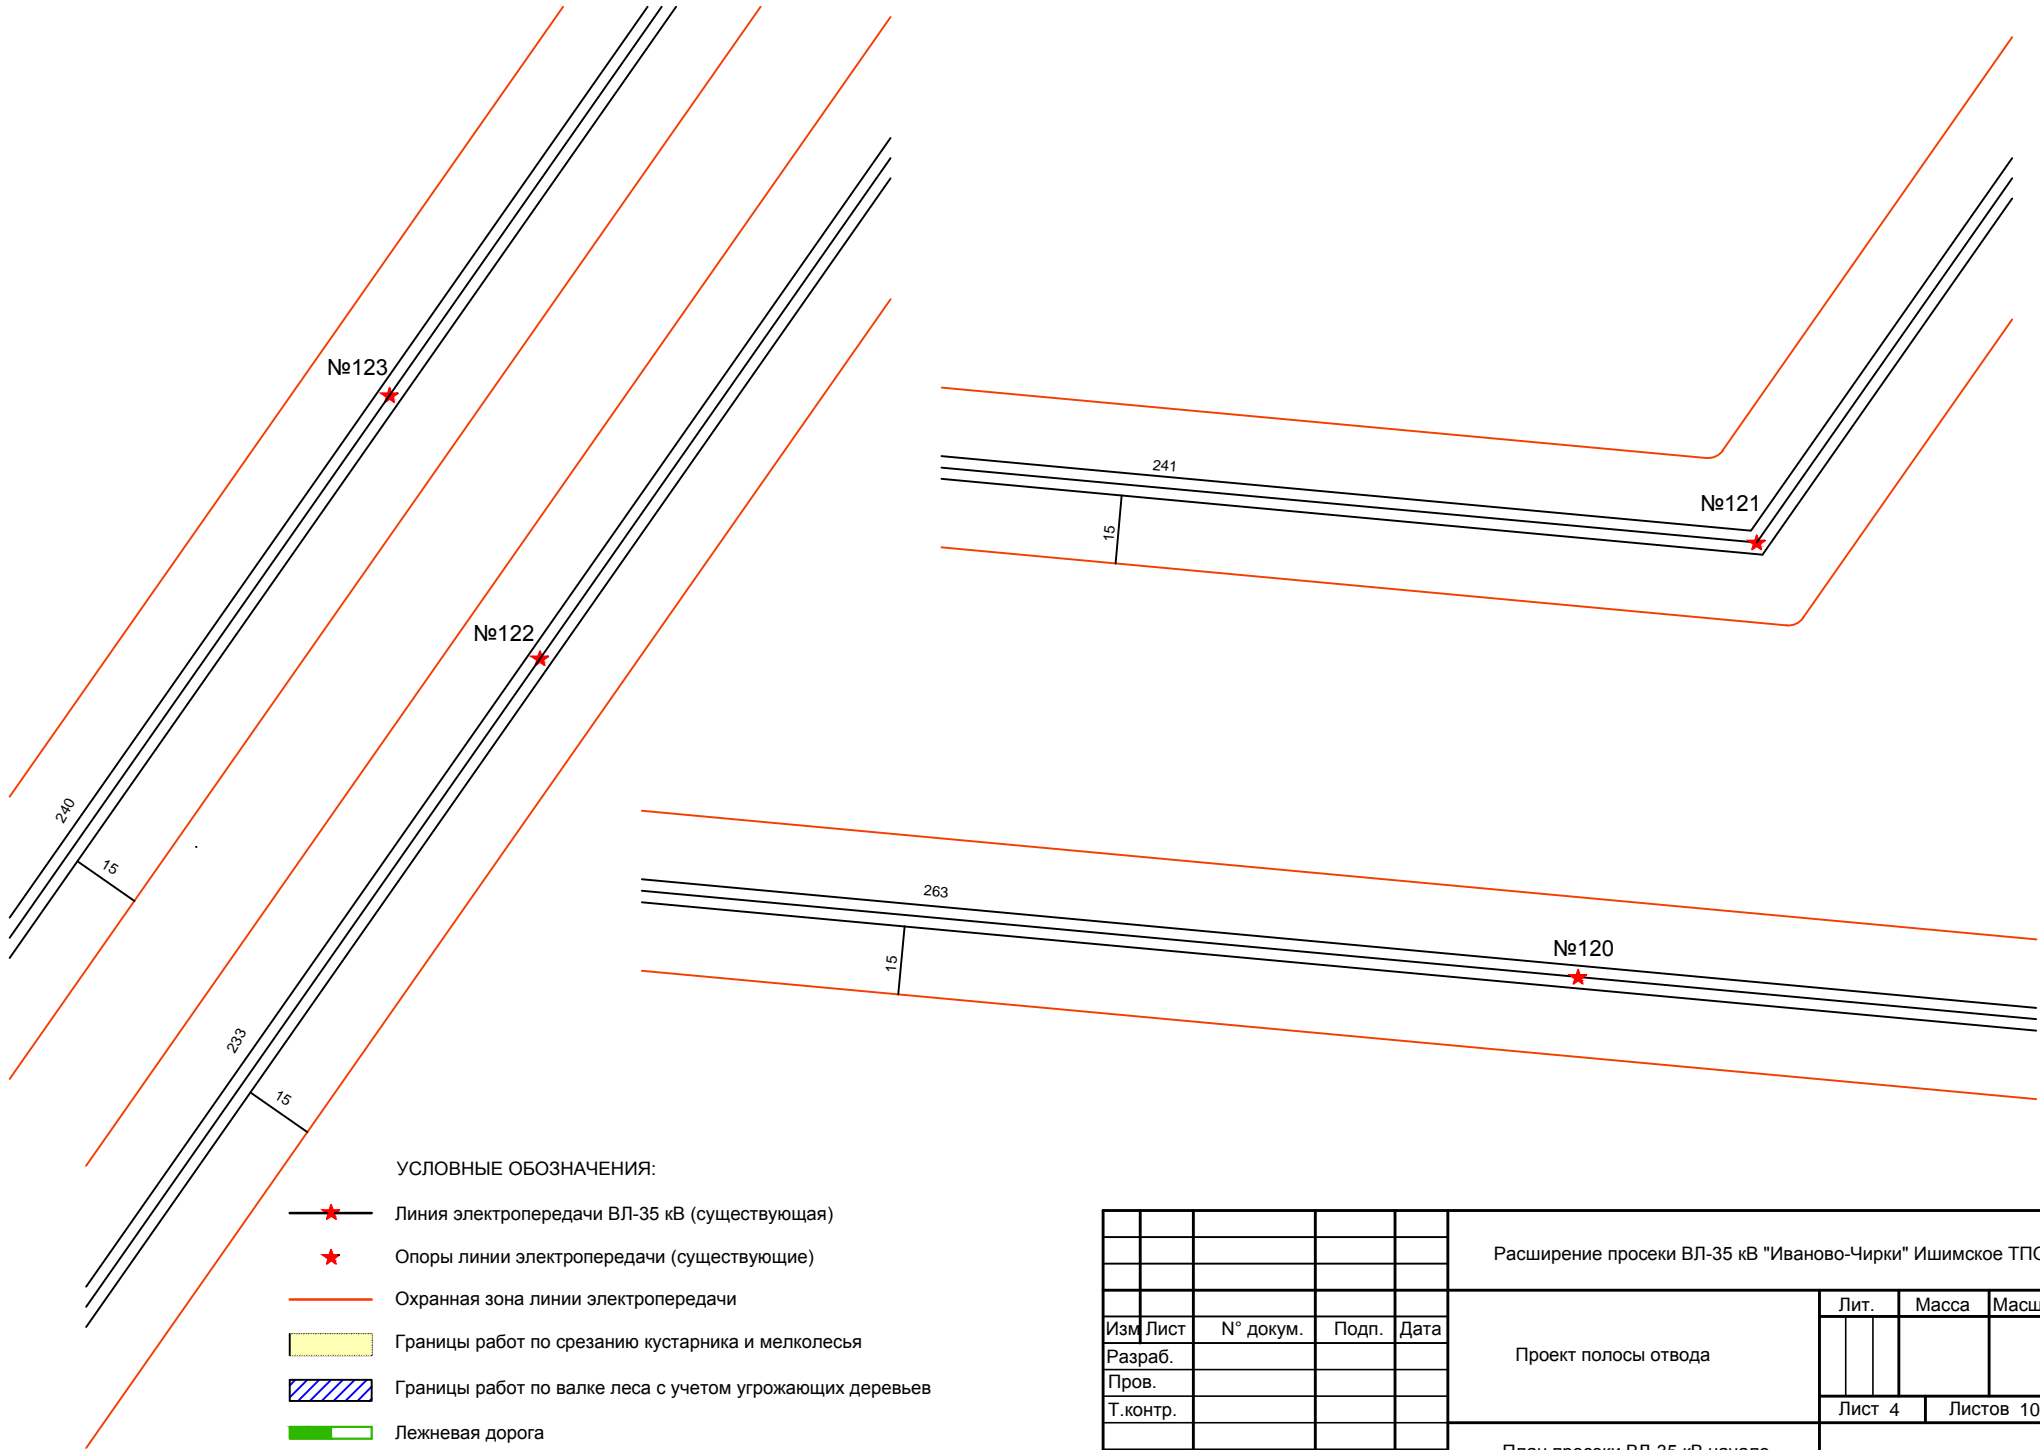 №123
241
№121
15
№122
240
15
263
№120
15
233
15
УСЛОВНЫЕ ОБОЗНАЧЕНИЯ:
Линия электропередачи ВЛ-35 кВ (существующая)
Опоры линии электропередачи (существующие)
Охранная зона линии электропередачи
Границы работ по срезанию кустарника и мелколесья
Границы работ по валке леса с учетом угрожающих деревьев
Лежневая дорога
Расширение просеки ВЛ-35 кВ "Иваново-Чирки" Ишимское
Лит. Масса
Изм Лист N° докум. Подп. Дата
Разраб.
Проект полосы отвода
Пров.
Т.контр.
Лист 4 Листов 10